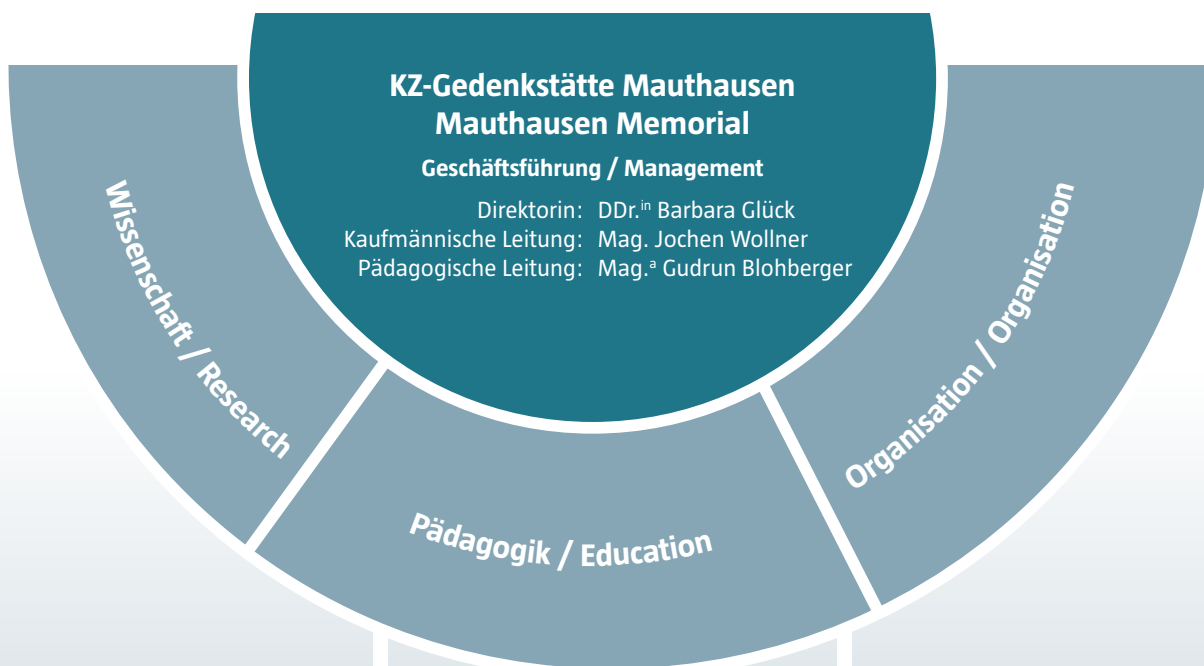 KZ-Gedenkstätte Mauthausen
Mauthausen Memorial
Geschäftsführung / Management
Direktorin: DDr.in Barbara Glück
Kaufmännische Leitung: Mag. Jochen Wollner
Pädagogische Leitung: Mag.a Gudrun Blohberger
Wissenschaft / Research
Pädagogik / Education
Organisation / Organisation